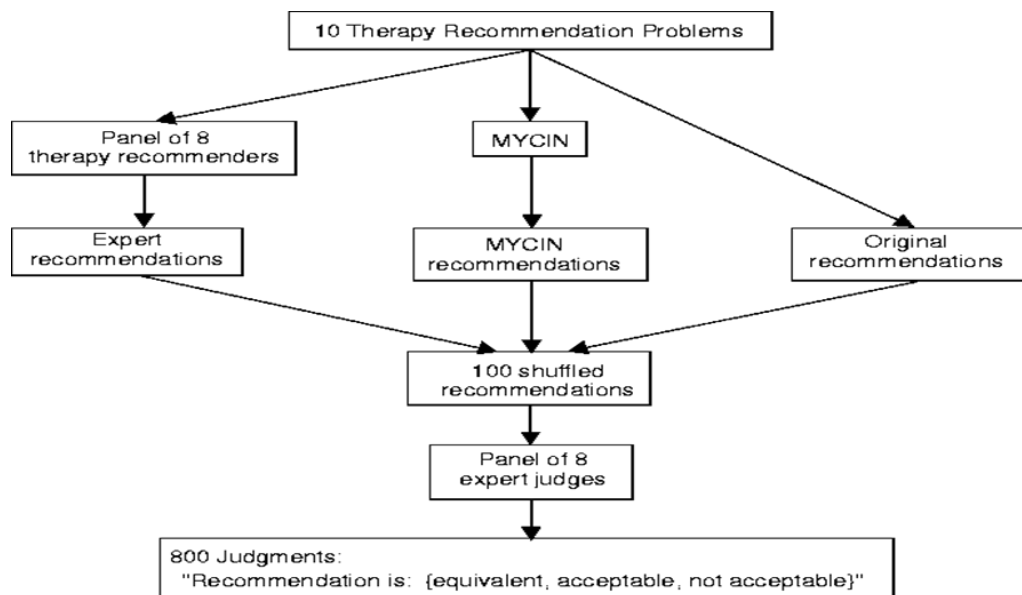 10 Therapy Recommendation Problems
Panel of 8
therapy recommenders
MYCIN
Expert
recommendations
MYCIN
recommendations
Original
recommendations
100 shuffled
recommendations
Panel of 8
expert judges
800 Judgments:
"Recommendation is: {equivalent, acceptable, not acceptable}"